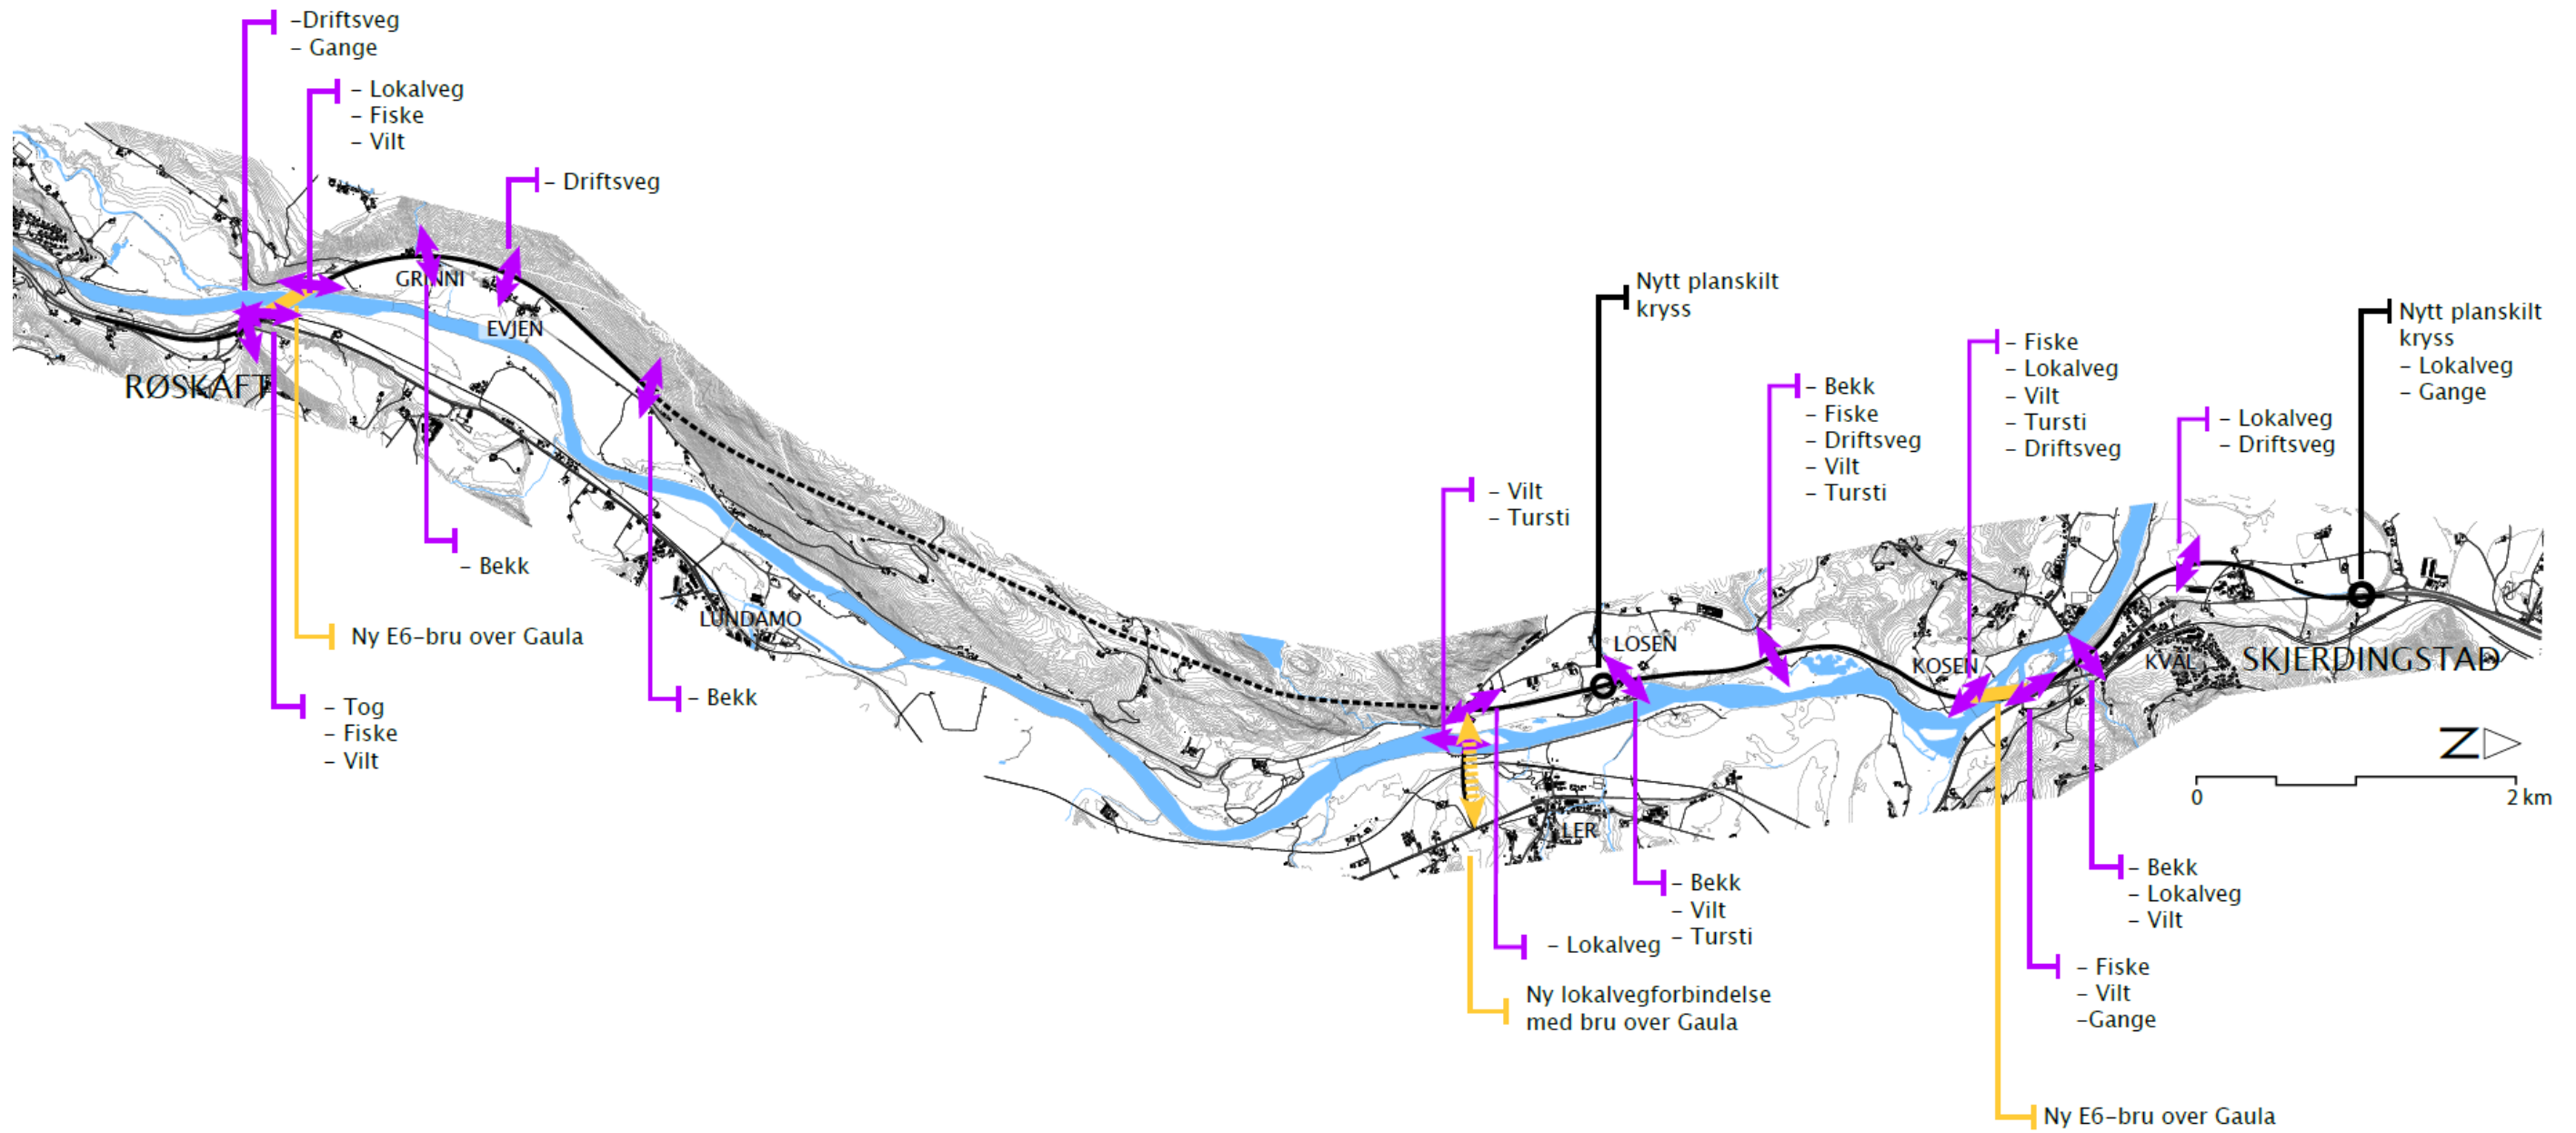 -Driftsveg
- Gange
- Lokalveg
- Fiske
- Vilt
- Driftsveg
GRINNI
EVJEN
RØSKAFT
- Bekk
Ny E6-bru over Gaula
- Tog
- Fiske
- Vilt
- Bekk
LUNDAMO
Nytt planskilt
kryss
- Vilt
- Tursti
LOSEN
- Bekk
- Fiske
- Driftsveg
- Vilt
- Tursti
- Fiske
- Lokalveg
- Vilt
- Tursti
- Driftsveg
Nytt planskilt
kryss
- Lokalveg
- Gange
- Lokalveg
- Driftsveg
KOSEN
KVÅL
SKJERDINGSTAD
N
0
2 km
LER
- Bekk
- Vilt
- Tursti
- Lokalveg
Ny lokalvegforbindelse
med bru over Gaula
- Bekk
- Lokalveg
- Vilt
- Fiske
- Vilt
-Gange
Ny E6-bru over Gaula